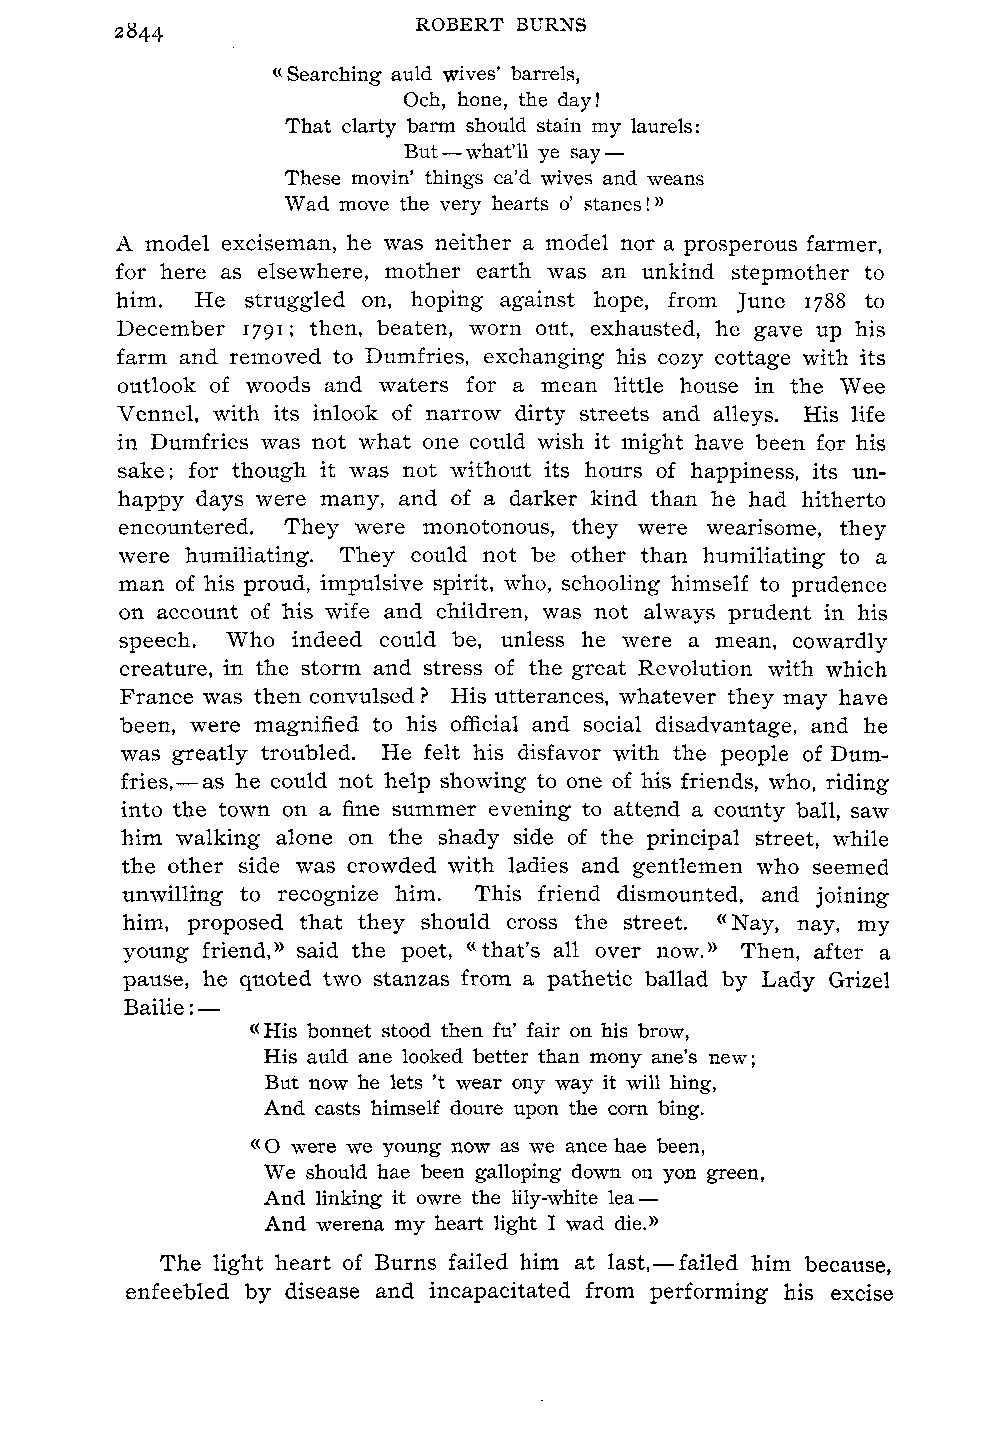 2844
ROBERT BURNS
« Searching auld wives' barrels,
Och, hone, the day!
That clarty barm should stain my laurels:
But — what'll ye say —
These movin' things ca'd wives and weans
Wad move the very hearts o' stanes! »
A model exciseman, he was neither a model nor a prosperous farmer,
for here as elsewhere, mother earth was an unkind stepmother to
him. He struggled on, hoping against hope, from June 1788 to
December 1791; then, beaten, worn out, exhausted, he gave up his
farm and removed to Dumfries, exchanging his cozy cottage with its
outlook of woods and waters for a mean little house in the Wee
Vennel, with its inlook of narrow dirty streets and alleys. His life
in Dumfries was not what one could wish it might have been for his
sake; for though it was not without its hours of happiness, its un-
happy days were many, and of a darker kind than he had hitherto
encountered. They were monotonous, they were wearisome, they
were humiliating. They could not be other than humiliating to a
man of his proud, impulsive spirit, who, schooling himself to prudence
on account of his wife and children, was not always prudent in his
speech. Who indeed could be, unless he were a mean, cowardly
creature, in the storm and stress of the great Revolution with which
France was then convulsed? His utterances, whatever they may have
been, were magnified to his official and social disadvantage, and he
was greatly troubled. He felt his disfavor with the people of Dum-
fries,— as he could not help showing to one of his friends, who, riding
into the town on a fine summer evening to attend a county ball, saw
him walking alone on the shady side of the principal street, while
the other side was crowded with ladies and gentlemen who seemed
unwilling to recognize him. This friend dismounted, and joining
him, proposed that they should cross the street. « Nay, nay, my
young friend, » said the poet, « that's all over now. » Then, after a
pause, he quoted two stanzas from a pathetic ballad by Lady Grizel
Bailie: —
« His bonnet stood then fu' fair on his brow,
His auld ane looked better than mony ane's new;
But now he lets 't wear ony way it will hing,
And casts himself doure upon the corn bing.
« O were we young now as we ance hae been,
We should hae been galloping down on yon green,
And linking it owre the lily-white lea —
And werena my heart light I wad die. »
The light heart of Burns failed him at last,— failed him because,
enfeebled by disease and incapacitated from performing his excise